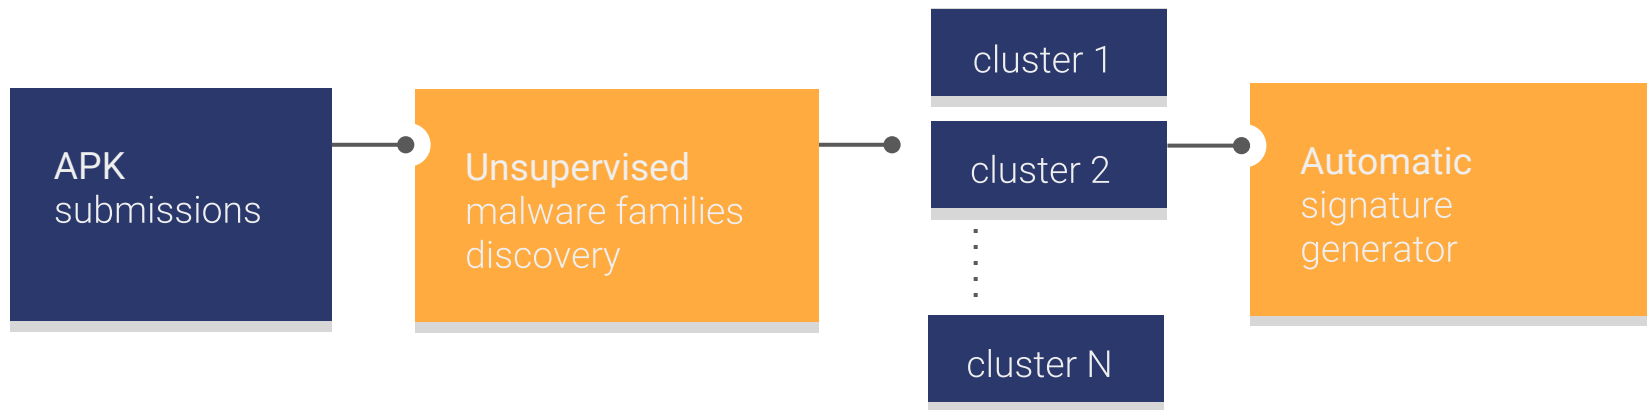 APK
submissions
Unsupervised
malware families
discovery
cluster 1
cluster 2
cluster N
Automatic
signature
generator